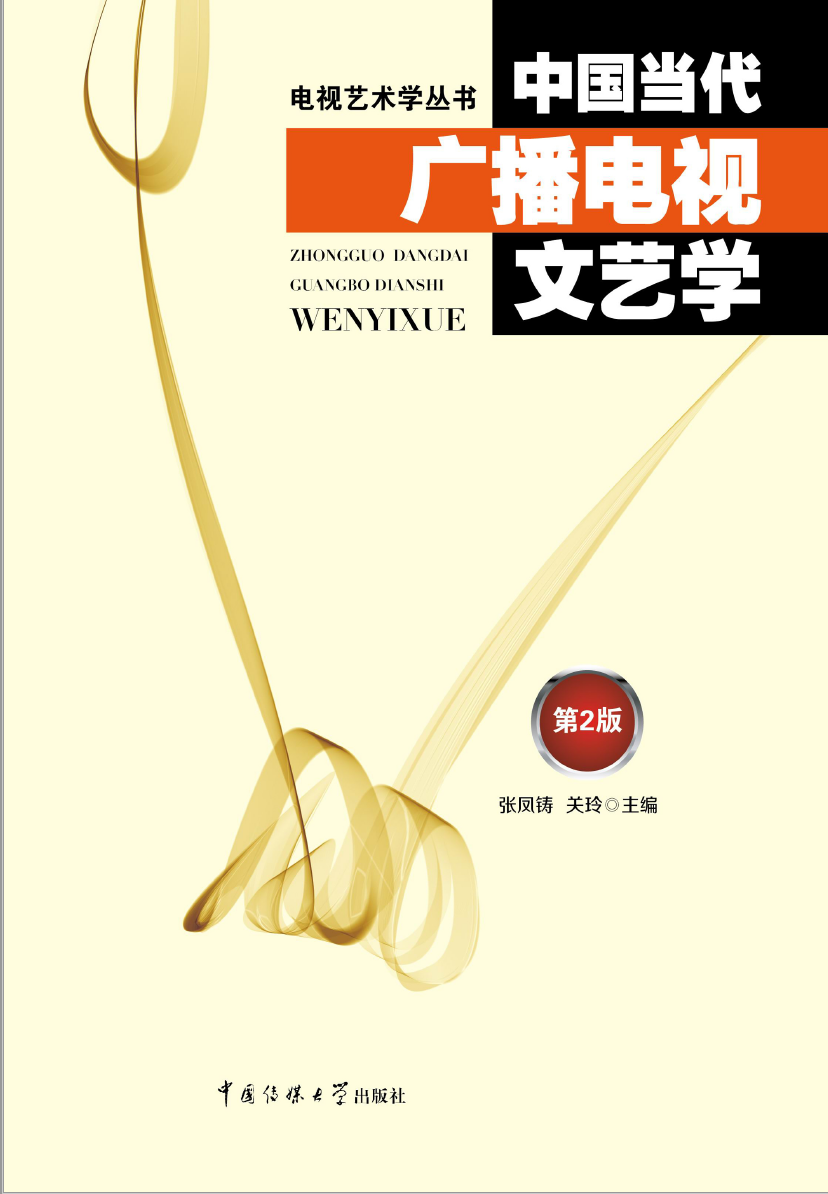 电视艺术学丛书
中国当代
广播电视
文艺学
ZHONGGUO DANGDAI
GUANGBO DIANSHI
WENYIXUE
第2版
张凤铸 关玲◎主编
中国传媒大学出版社